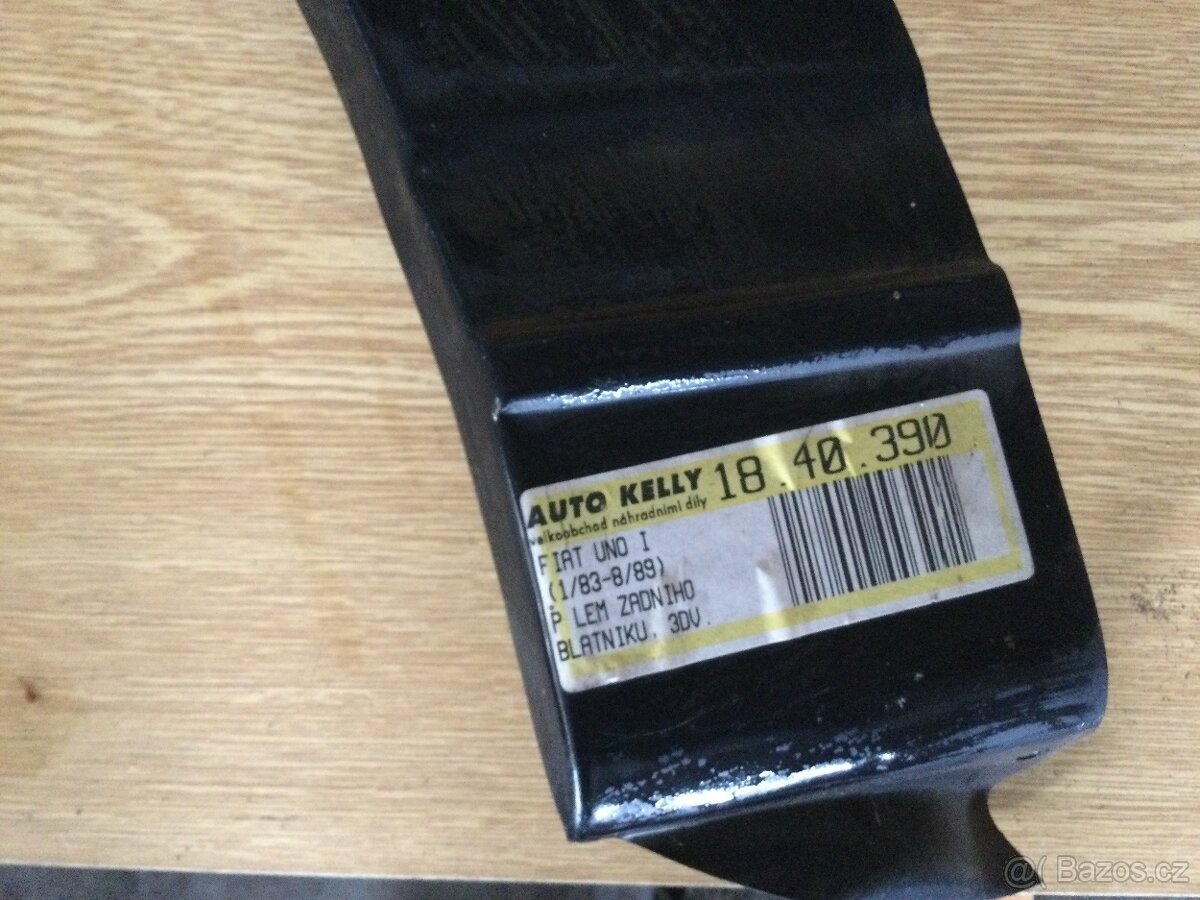 AUTO KELLY 18.40.390
velkoobchod náhradními díly
FIAT UNO I
(1/83-8/89)
P LEM ZADNIHO
BLATNIKU, 3DV.
@( Bazos.cz